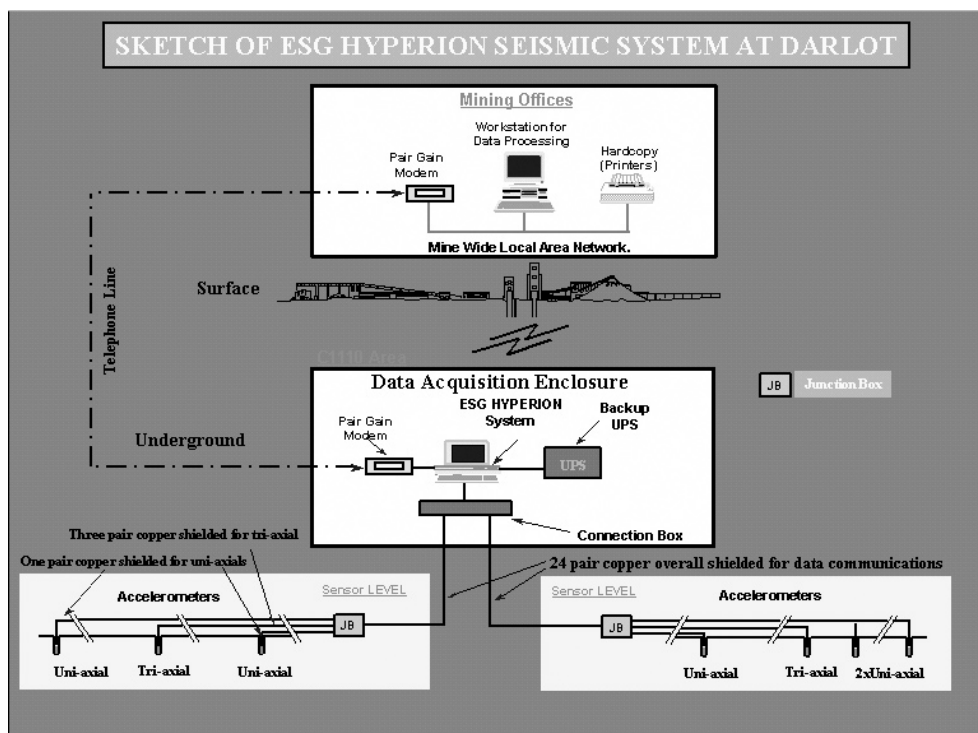 SKETCH OF ESG HYPERION SEISMIC SYSTEM AT DARLOT
Mining Offices
Workstation for
Data Processing
Pair Gain
Modem
Hardcopy
(Printers)
Mine Wide Local Area Network.
Surface
Telephone Line
C1110 Area
Data Acquisition Enclosure
ESG HYPERION
System
Backup
UPS
Pair Gain
Modem
UPS
JB
Junction Box
Underground
Connection Box
Three pair copper shielded for tri-axial
One pair copper shielded for uni-axials
24 pair copper overall shielded for data communications
Sensor LEVEL
Accelerometers
JB
Uni-axial
Tri-axial
Uni-axial
Sensor LEVEL
Accelerometers
JB
Uni-axial
Tri-axial
2xUni-axial